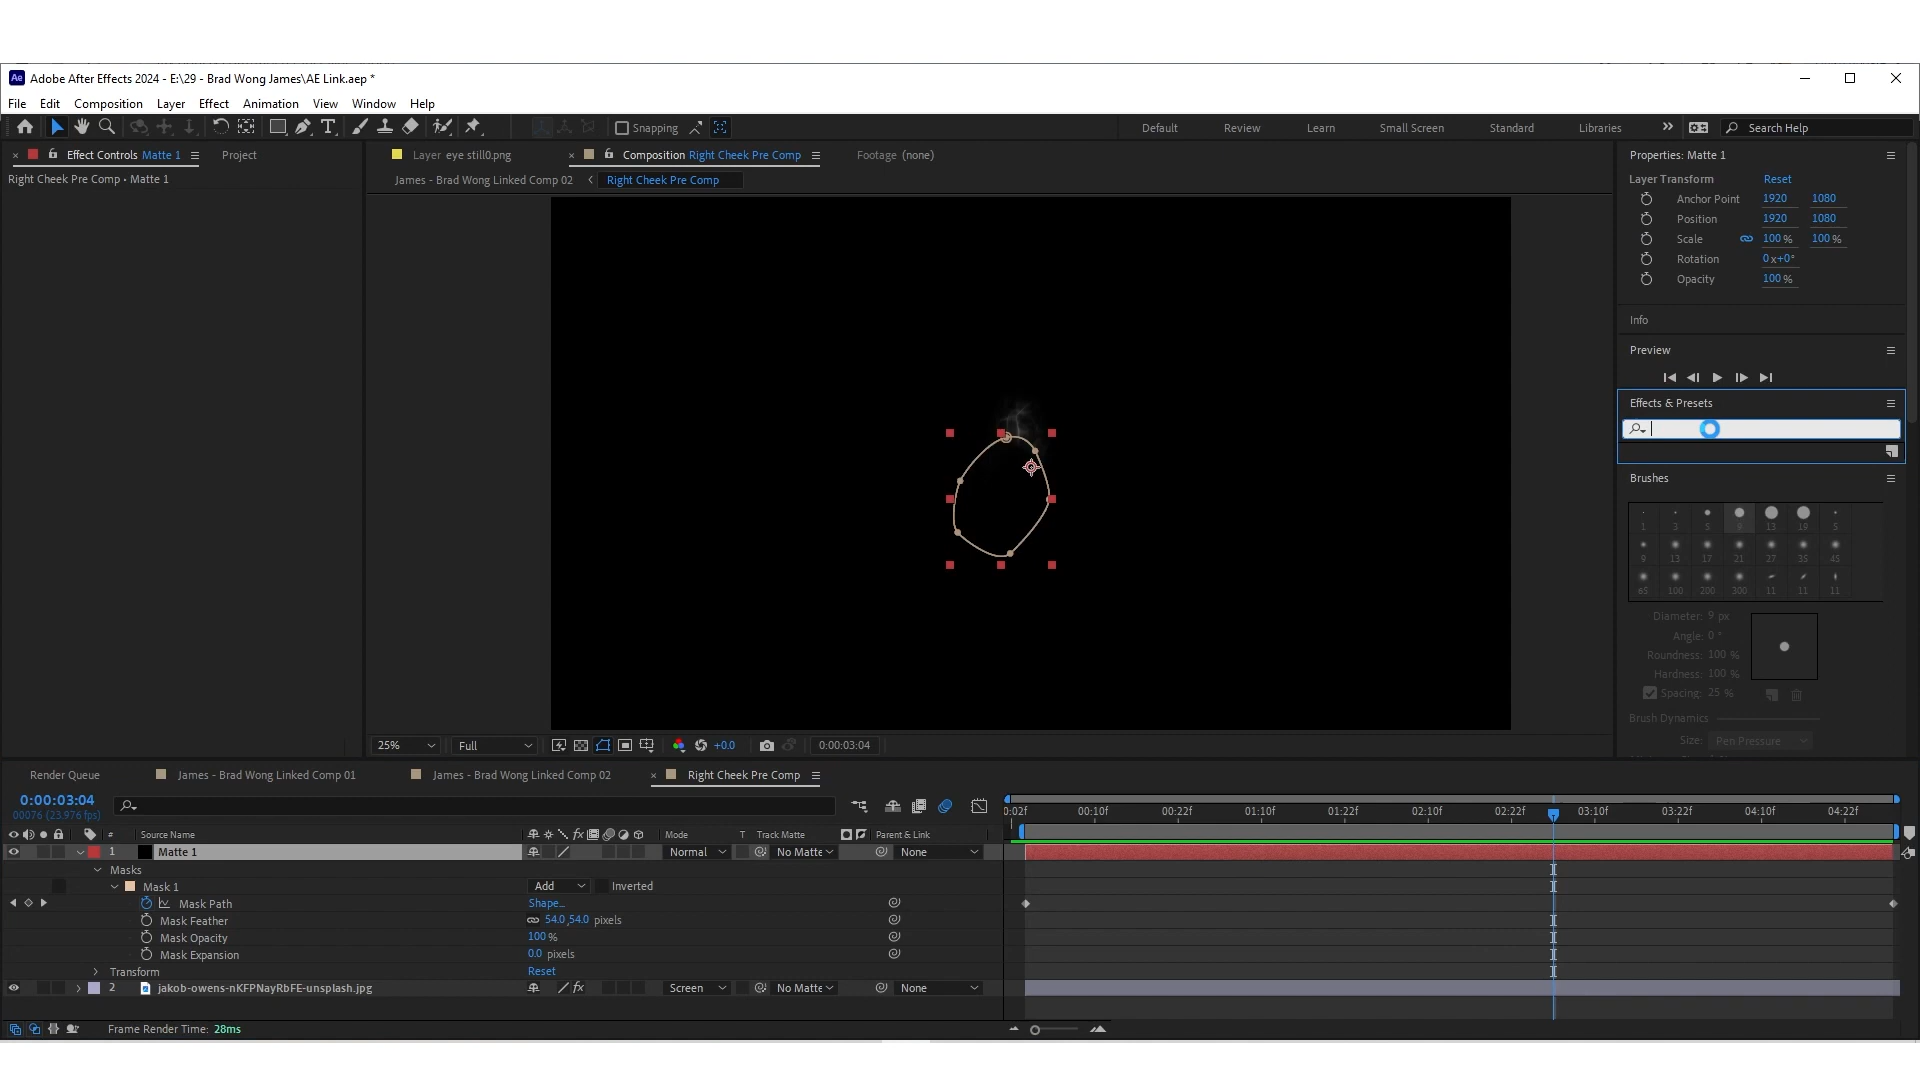 Adobe After Effects 2024 - E:\29 - Brad Wong James\AE Link.aep *
File Edit Composition Layer Effect Animation View Window Help
Snapping
Default Review Learn Small Screen Standard Libraries
Search Help
Effect Controls Matte 1 Project
Right Cheek Pre Comp • Matte 1
Layer eye still0.png
Composition Right Cheek Pre Comp
Footage (none)
James - Brad Wong Linked Comp 02 Right Cheek Pre Comp
Properties: Matte 1
Layer Transform Reset
Anchor Point 1920 1080
Position 1920 1080
Scale 100 % 100 %
Rotation 0x+0°
Opacity 100 %
Info
Preview
Effects & Presets
Brushes
1 3 5 9 13 19 5
9 13 17 21 27 35 45
65 100 200 300 11 11 11
Diameter: 9 px
Angle: 0 °
Roundness: 100 %
Hardness: 100 %
Spacing: 25 %
Brush Dynamics
Size: Pen Pressure
25% Full +0.0 0:00:03:04
Render Queue James - Brad Wong Linked Comp 01 James - Brad Wong Linked Comp 02 Right Cheek Pre Comp
0:00:03:04
00076 (23.976 fps)
0:02f 00:10f 00:22f 01:10f 01:22f 02:10f 02:22f 03:10f 03:22f 04:10f 04:22f
# Source Name Mode T Track Matte Parent & Link
1 Matte 1 Normal No Matte None
Masks
Mask 1 Add Inverted
Mask Path Shape...
Mask Feather 54.0,54.0 pixels
Mask Opacity 100 %
Mask Expansion 0.0 pixels
Transform Reset
2 jakob-owens-nKFPNayRbFE-unsplash.jpg Screen No Matte None
Frame Render Time: 28ms